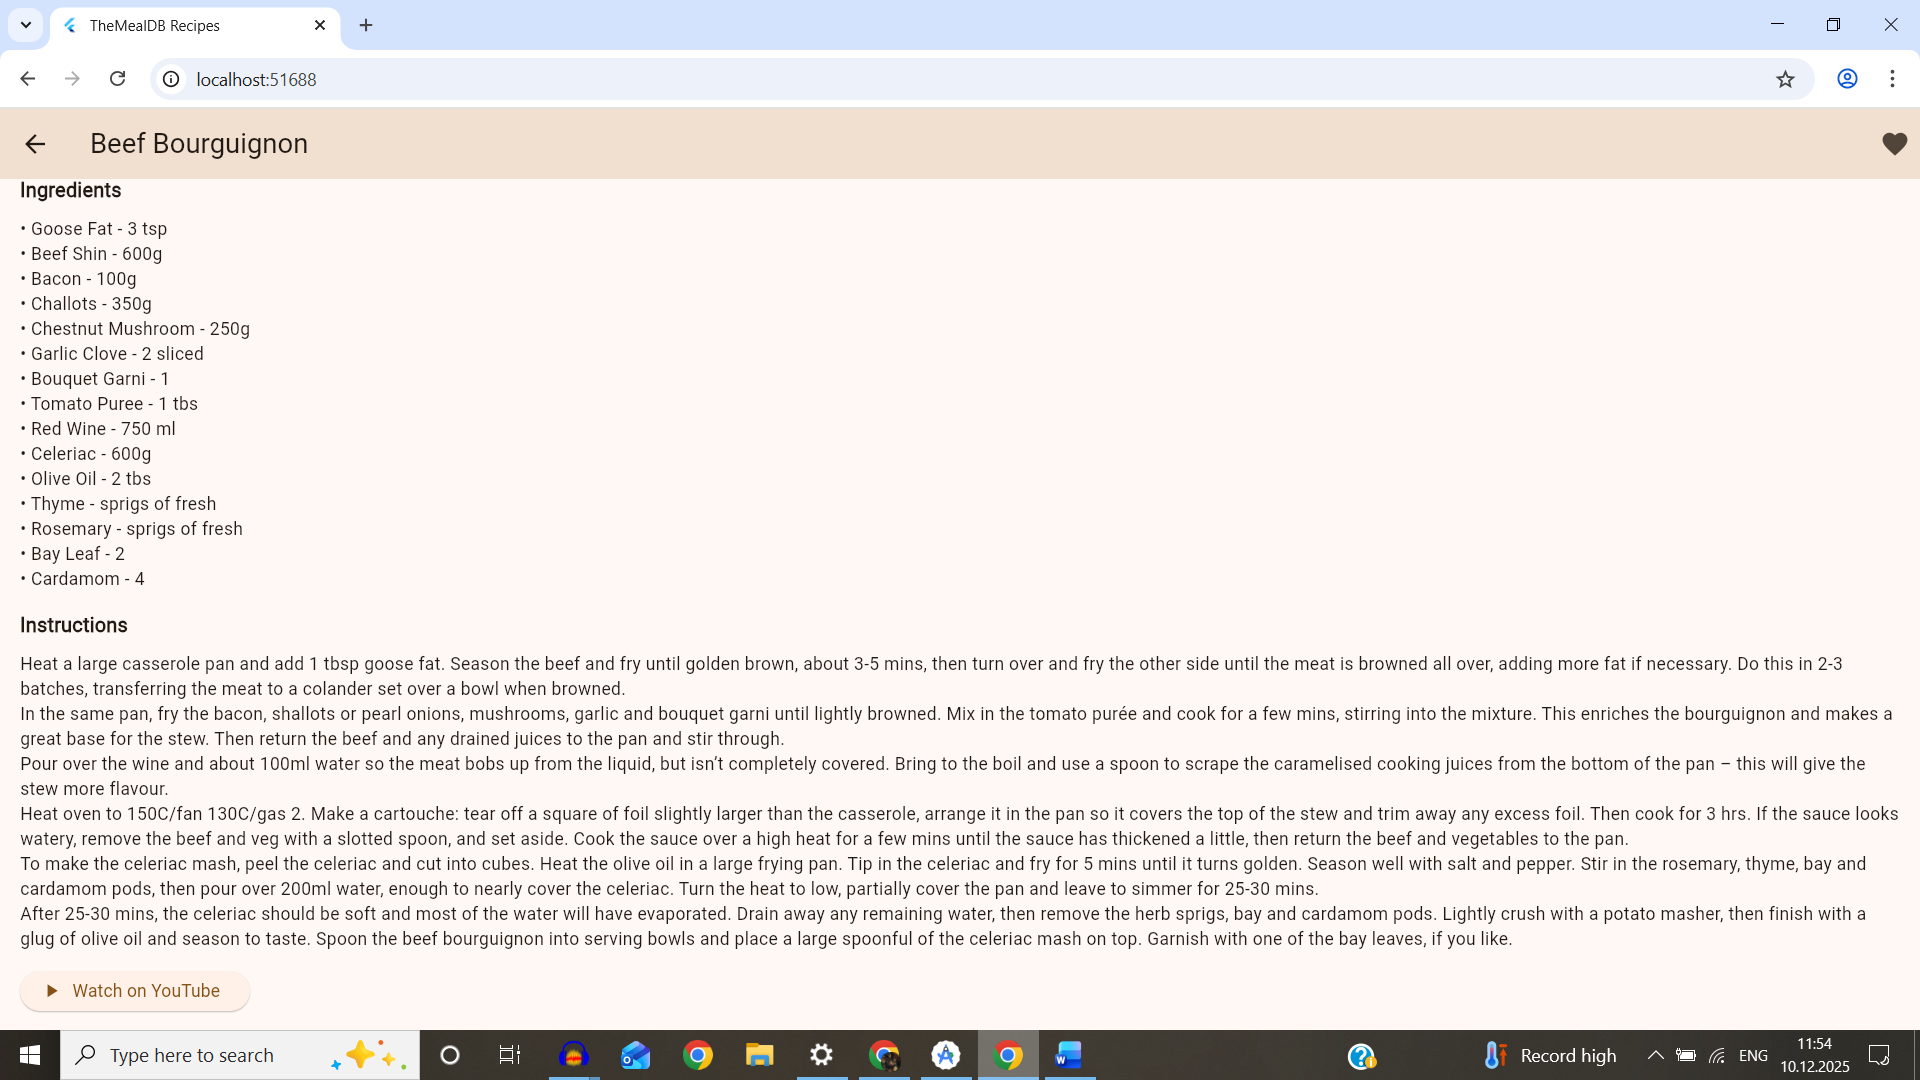 TheMealDB Recipes
localhost:51688
Beef Bourguignon
Ingredients
• Goose Fat - 3 tsp
• Beef Shin - 600g
• Bacon - 100g
• Challots - 350g
• Chestnut Mushroom - 250g
• Garlic Clove - 2 sliced
• Bouquet Garni - 1
• Tomato Puree - 1 tbs
• Red Wine - 750 ml
• Celeriac - 600g
• Olive Oil - 2 tbs
• Thyme - sprigs of fresh
• Rosemary - sprigs of fresh
• Bay Leaf - 2
• Cardamom - 4
Instructions
Heat a large casserole pan and add 1 tbsp goose fat. Season the beef and fry until golden brown, about 3-5 mins, then turn over and fry the other side until the meat is browned all over, adding more fat if necessary. Do this in 2-3
batches, transferring the meat to a colander set over a bowl when browned.
In the same pan, fry the bacon, shallots or pearl onions, mushrooms, garlic and bouquet garni until lightly browned. Mix in the tomato purée and cook for a few mins, stirring into the mixture. This enriches the bourguignon and makes a
great base for the stew. Then return the beef and any drained juices to the pan and stir through.
Pour over the wine and about 100ml water so the meat bobs up from the liquid, but isn’t completely covered. Bring to the boil and use a spoon to scrape the caramelised cooking juices from the bottom of the pan – this will give the
stew more flavour.
Heat oven to 150C/fan 130C/gas 2. Make a cartouche: tear off a square of foil slightly larger than the casserole, arrange it in the pan so it covers the top of the stew and trim away any excess foil. Then cook for 3 hrs. If the sauce looks
watery, remove the beef and veg with a slotted spoon, and set aside. Cook the sauce over a high heat for a few mins until the sauce has thickened a little, then return the beef and vegetables to the pan.
To make the celeriac mash, peel the celeriac and cut into cubes. Heat the olive oil in a large frying pan. Tip in the celeriac and fry for 5 mins until it turns golden. Season well with salt and pepper. Stir in the rosemary, thyme, bay and
cardamom pods, then pour over 200ml water, enough to nearly cover the celeriac. Turn the heat to low, partially cover the pan and leave to simmer for 25-30 mins.
After 25-30 mins, the celeriac should be soft and most of the water will have evaporated. Drain away any remaining water, then remove the herb sprigs, bay and cardamom pods. Lightly crush with a potato masher, then finish with a
glug of olive oil and season to taste. Spoon the beef bourguignon into serving bowls and place a large spoonful of the celeriac mash on top. Garnish with one of the bay leaves, if you like.
Watch on YouTube
Type here to search
Record high
ENG
11:54
10.12.2025